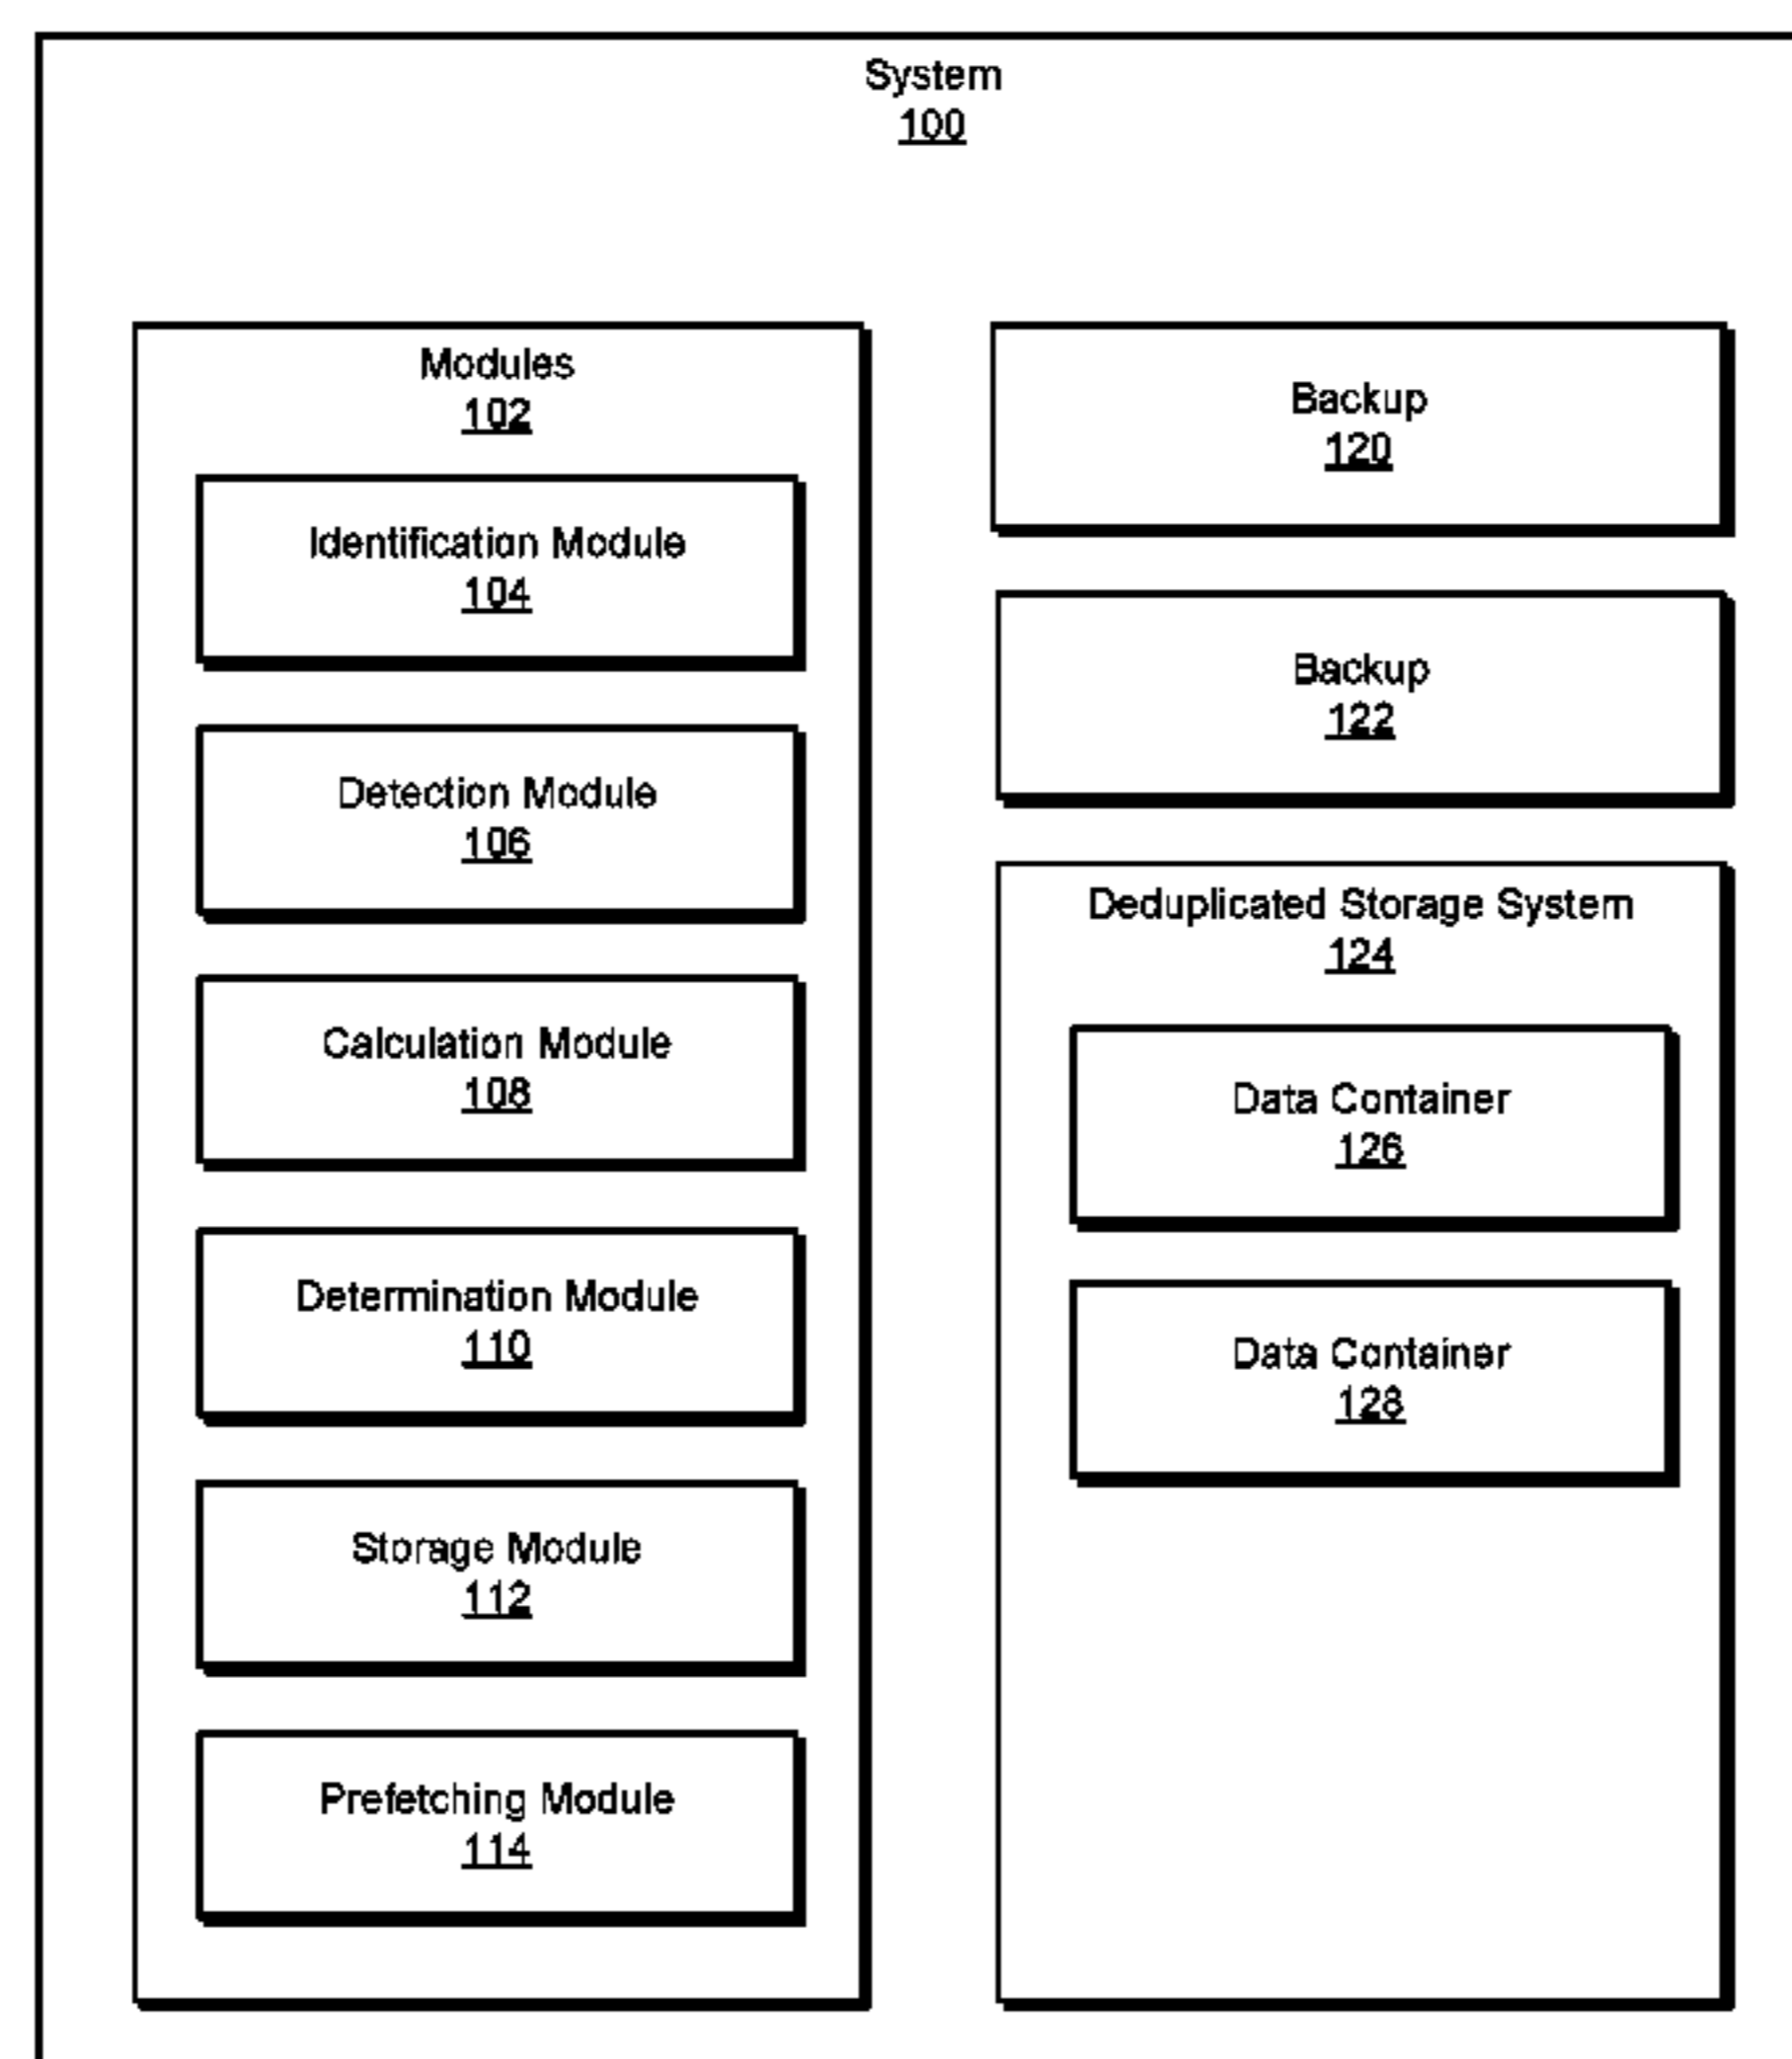 System
100
Modules
102
Identification Module
104
Detection Module
106
Calculation Module
108
Determination Module
110
Storage Module
112
Prefetching Module
114
Backup
120
Backup
122
Deduplicated Storage System
124
Data Container
126
Data Container
128